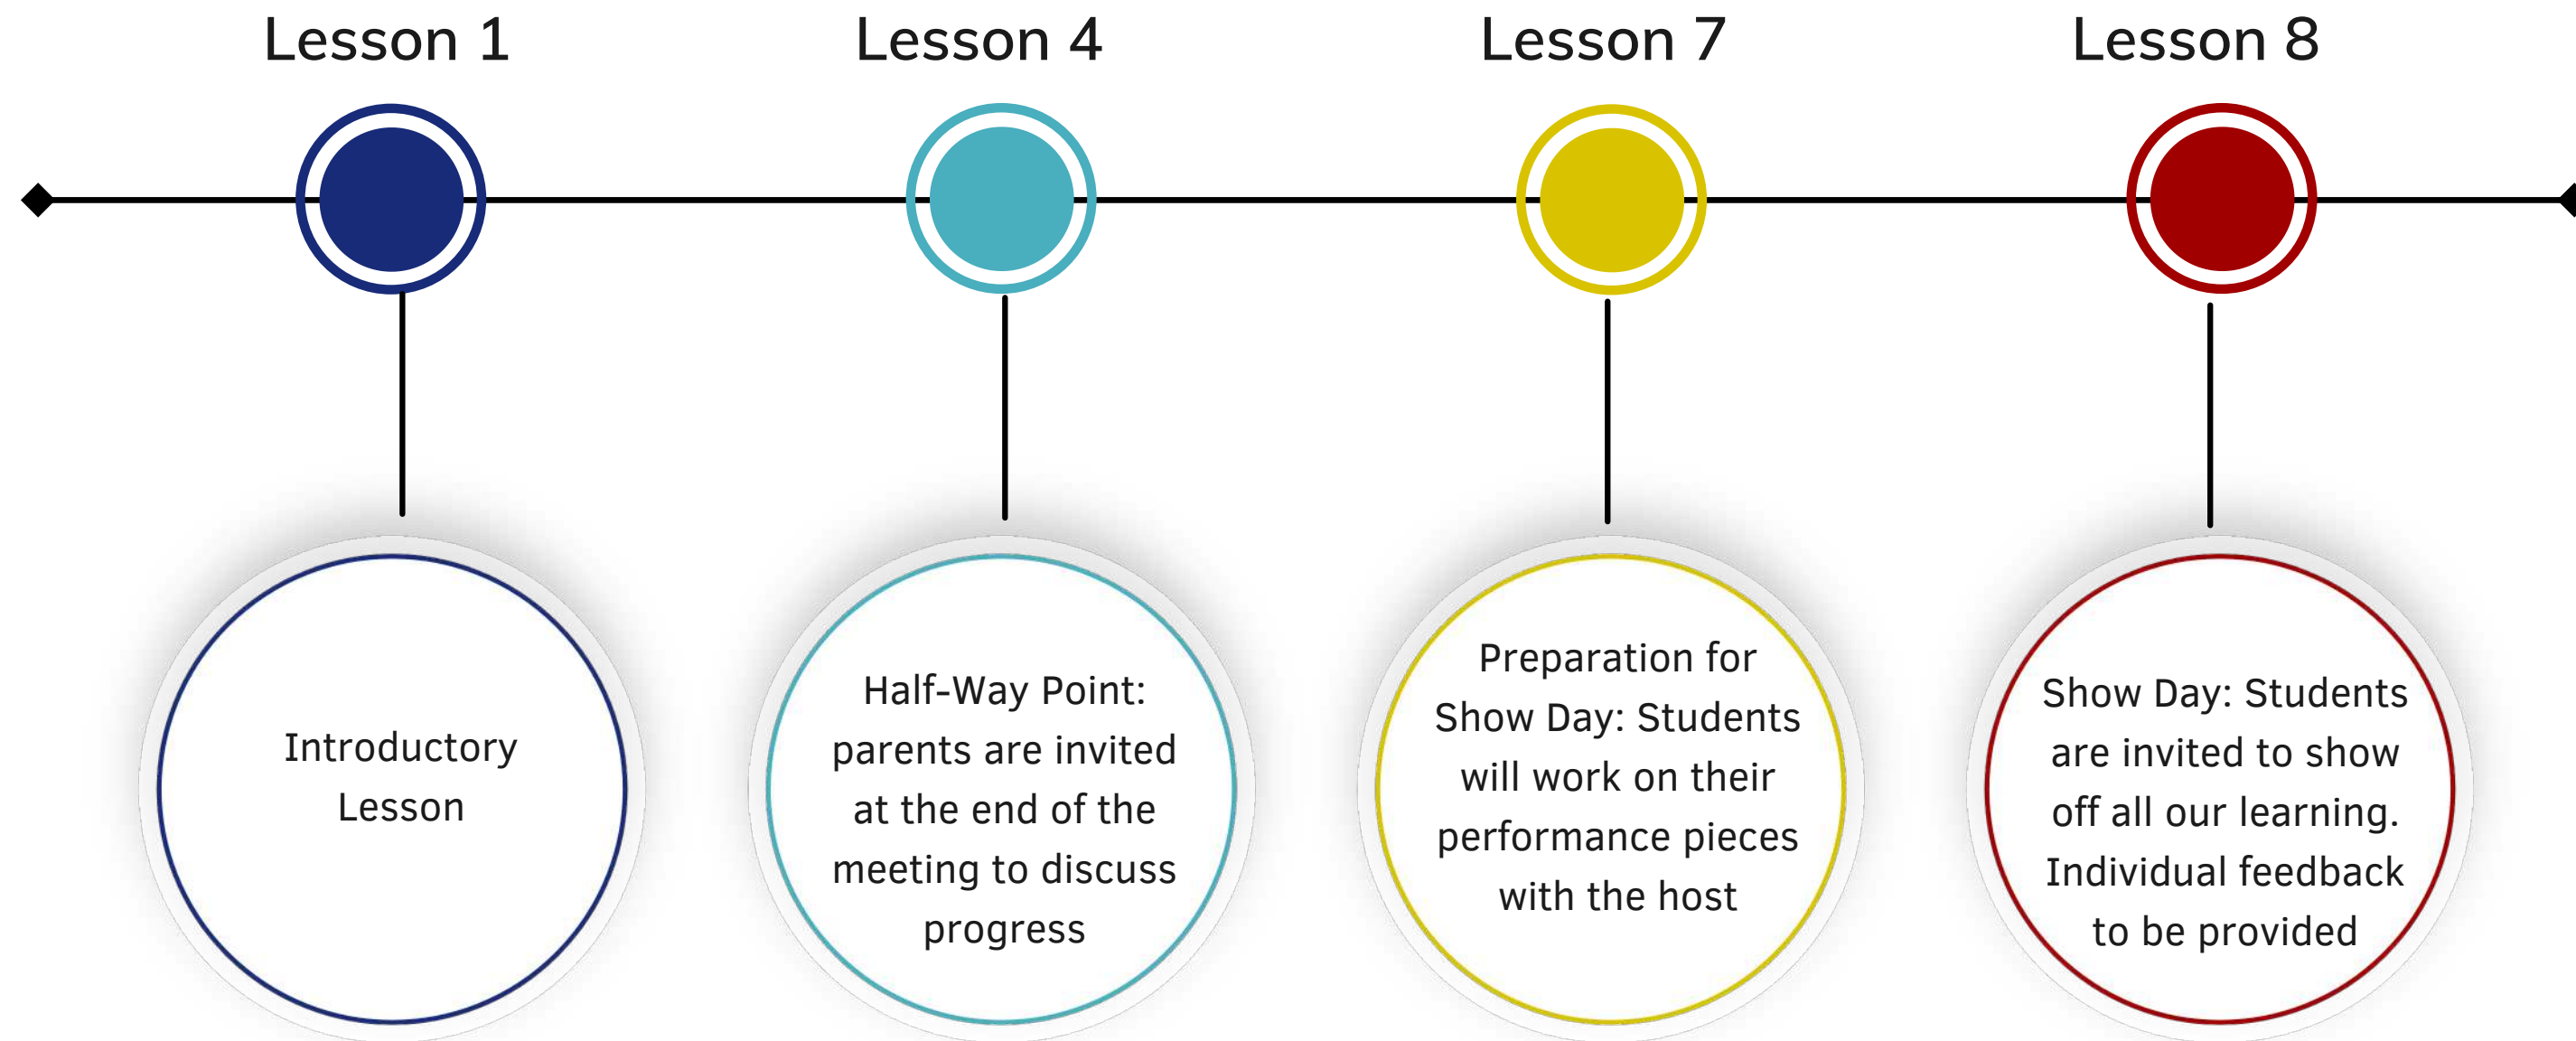 Lesson 1
Lesson 4
Lesson 7
Lesson 8
Introductory
Lesson
Half-Way Point:
parents are invited
at the end of the
meeting to discuss
progress
Preparation for
Show Day: Students
will work on their
performance pieces
with the host
Show Day: Students
are invited to show
off all our learning.
Individual feedback
to be provided